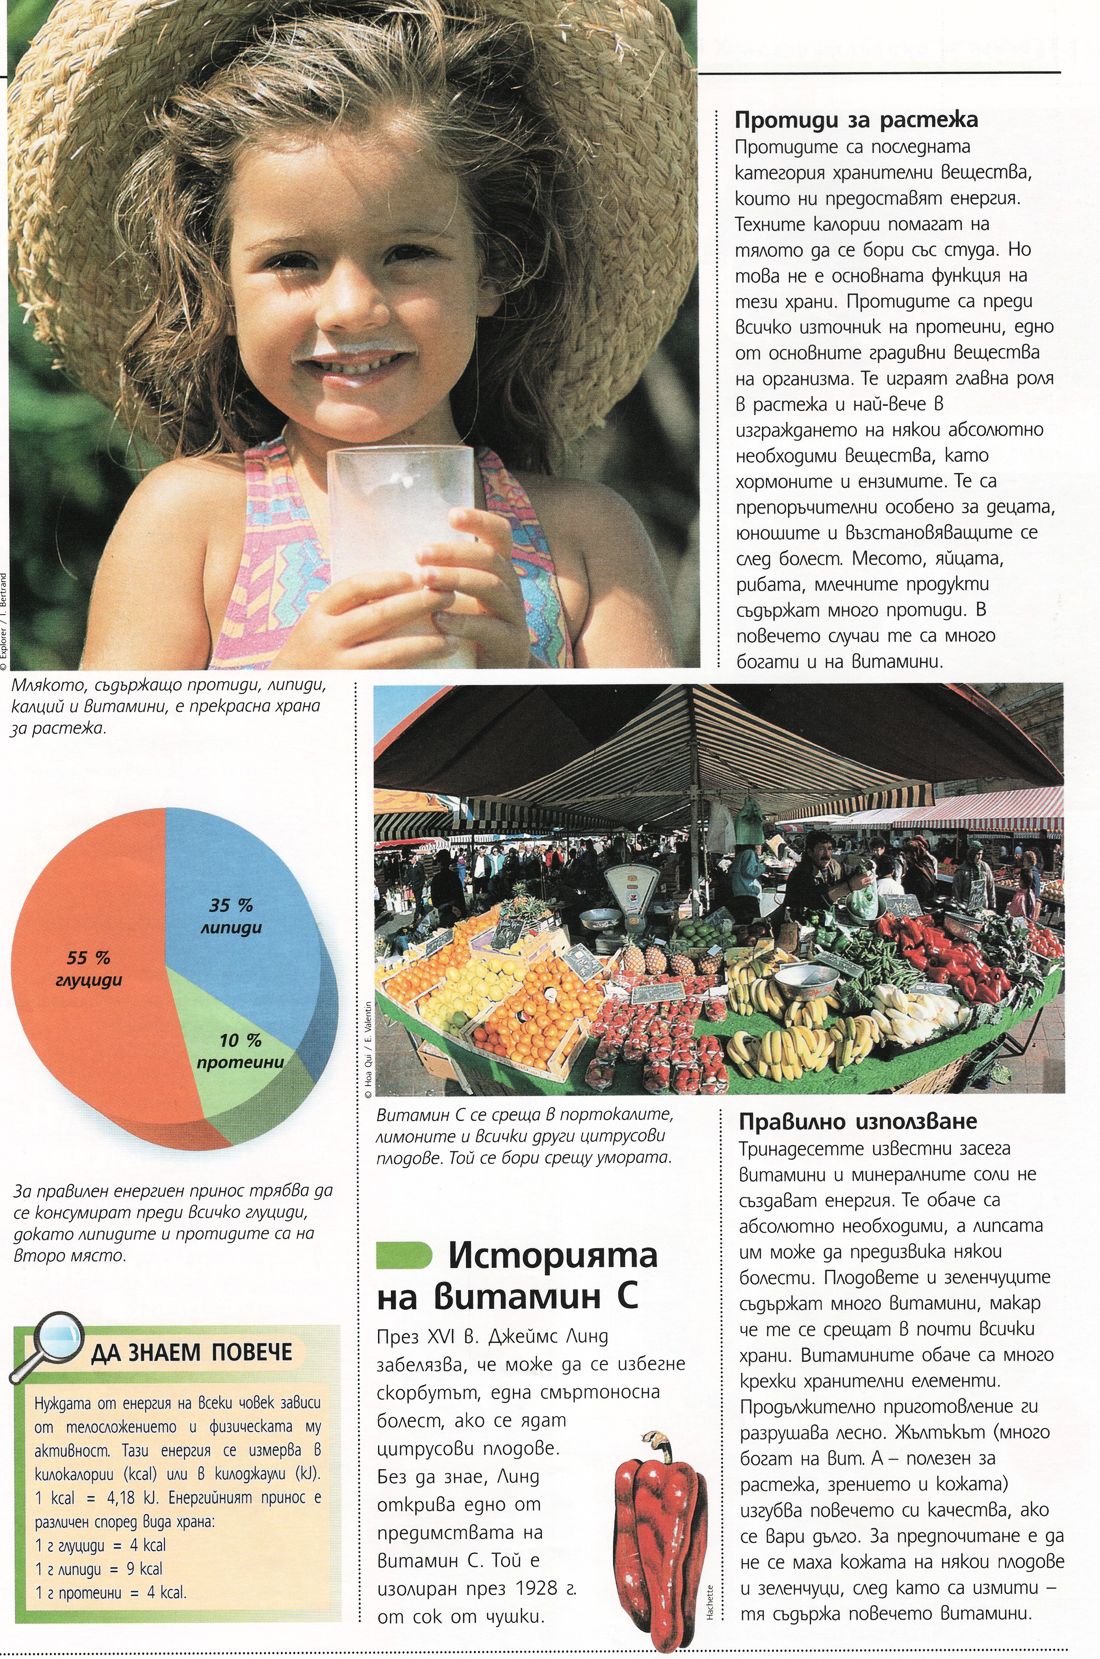 Протиди за растежа
Протидите са последната
категория хранителни вещества,
които ни предоставят енергия.
Техните калории помагат на
тялото да се бори със студа. Но
това не е основната функция на
тези храни. Протидите са преди
всичко източник на протеини, едно
от основните градивни вещества
на организма. Те играят главна роля
в растежа и най-вече в
изграждането на някои абсолютно
необходими вещества, като
хормоните и ензимите. Те са
препоръчителни особено за децата,
юношите и възстановяващите се
след болест. Месото, яйцата,
рибата, млечните продукти
съдържат много протиди. В
повечето случаи те са много
богати и на витамини.
© Explorer / T. Bertrand
Млякото, съдържащо протиди, липиди,
калций и витамини, е прекрасна храна
за растежа.
35 %
липиди
55 %
глуциди
10 %
протеини
За правилен енергиен принос трябва да
се консумират преди всичко глуциди,
докато липидите и протидите са на
второ място.
ДА ЗНАЕМ ПОВЕЧЕ
Нуждата от енергия на всеки човек зависи
от телосложението и физическата му
активност. Тази енергия се измерва в
килокалории (kcal) или в килоджаули (kJ).
1 kcal = 4,18 kJ. Енергийният принос е
различен според вида храна:
1 г глуциди = 4 kcal
1 г липиди = 9 kcal
1 г протеини = 4 kcal.
© Hoa Qui / E. Valentin
Витамин С се среща в портокалите,
лимоните и всички други цитрусови
плодове. Той се бори срещу умората.
Историята
на витамин С
През XVI в. Джеймс Линд
забелязва, че може да се избегне
скорбутът, една смъртоносна
болест, ако се ядат
цитрусови плодове.
Без да знае, Линд
открива едно от
предимствата на
витамин С. Той е
изолиран през 1928 г.
от сок от чушки.
Hachette
Правилно използване
Тринадесетте известни засега
витамини и минералните соли не
създават енергия. Те обаче са
абсолютно необходими, а липсата
им може да предизвика някои
болести. Плодовете и зеленчуците
съдържат много витамини, макар
че те се срещат в почти всички
храни. Витамините обаче са много
крехки хранителни елементи.
Продължително приготовление ги
разрушава лесно. Жълтъкът (много
богат на вит. А – полезен за
растежа, зрението и кожата)
изгубва повечето си качества, ако
се вари дълго. За предпочитане е да
не се маха кожата на някои плодове
и зеленчуци, след като са измити –
тя съдържа повечето витамини.